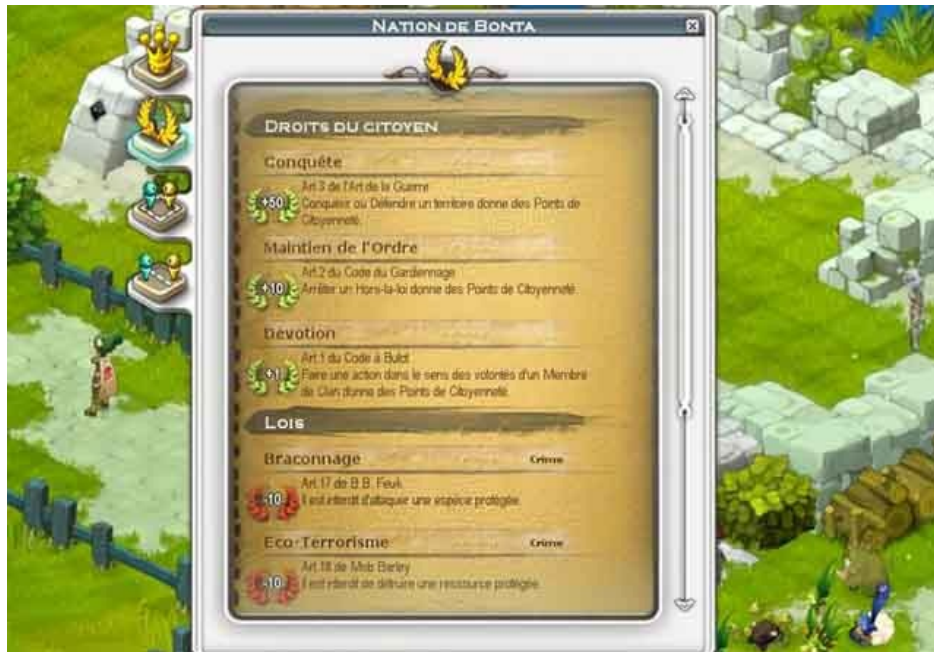 NATION DE BONTA
DROITS DU CITOYEN
Conquête
Art.3 de l'Art de la Guerre
+50
Conquérir ou Défendre un territoire donne des Points de
Citoyenneté.
Maintien de l'Ordre
Art.2 du Code du Gardiennage
+10
Arrêter un Hors-la-loi donne des Points de Citoyenneté.
Dévotion
Art.1 du Code à Bulot
+1
Faire une action dans le sens des volontés d'un Membre
de Clan donne des Points de Citoyenneté.
LOIS
Braconnage Crime
Art.17 de B.B. Feuk
-10
Il est interdit d'attaquer une espèce protégée.
Eco-Terrorisme Crime
Art.18 de Mob Barley
-10
Il est interdit de détruire une ressource protégée.